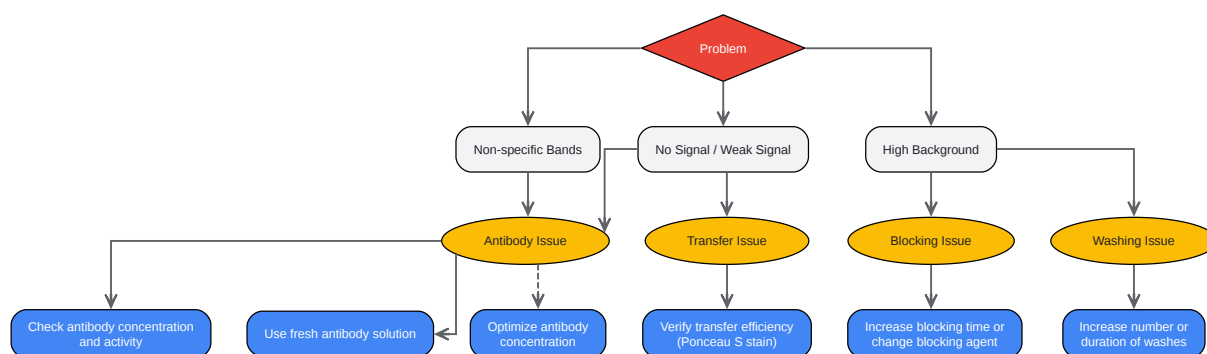 Problem
Non-specific Bands
No Signal / Weak Signal
High Background
Antibody Issue
Transfer Issue
Blocking Issue
Washing Issue
Check antibody concentration
and activity
Use fresh antibody solution
Optimize antibody
concentration
Verify transfer efficiency
(Ponceau S stain)
Increase blocking time or
change blocking agent
Increase number or
duration of washes